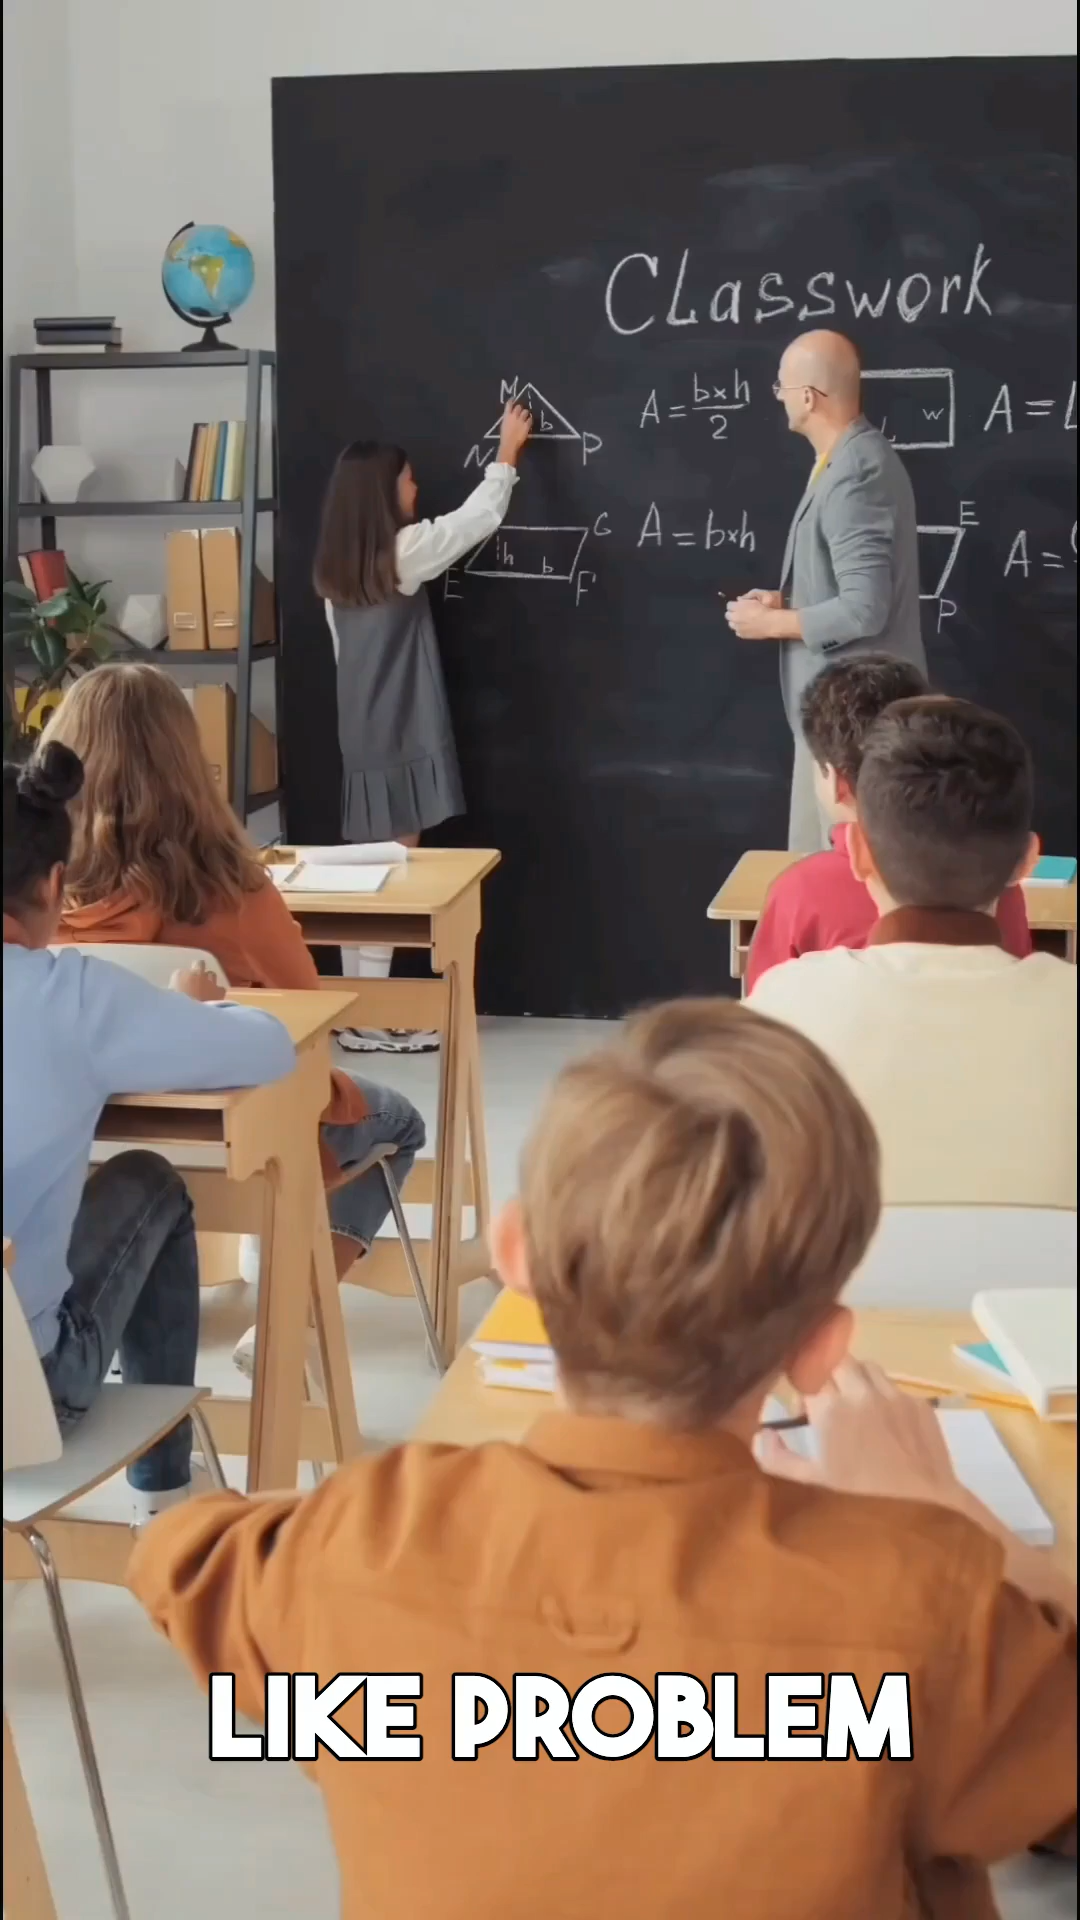 Classwork
M
b
N P
A = b×h/2
L
w
A = L
G
h b
E F
A = b×h
E
P
A = (
LIKE PROBLEM